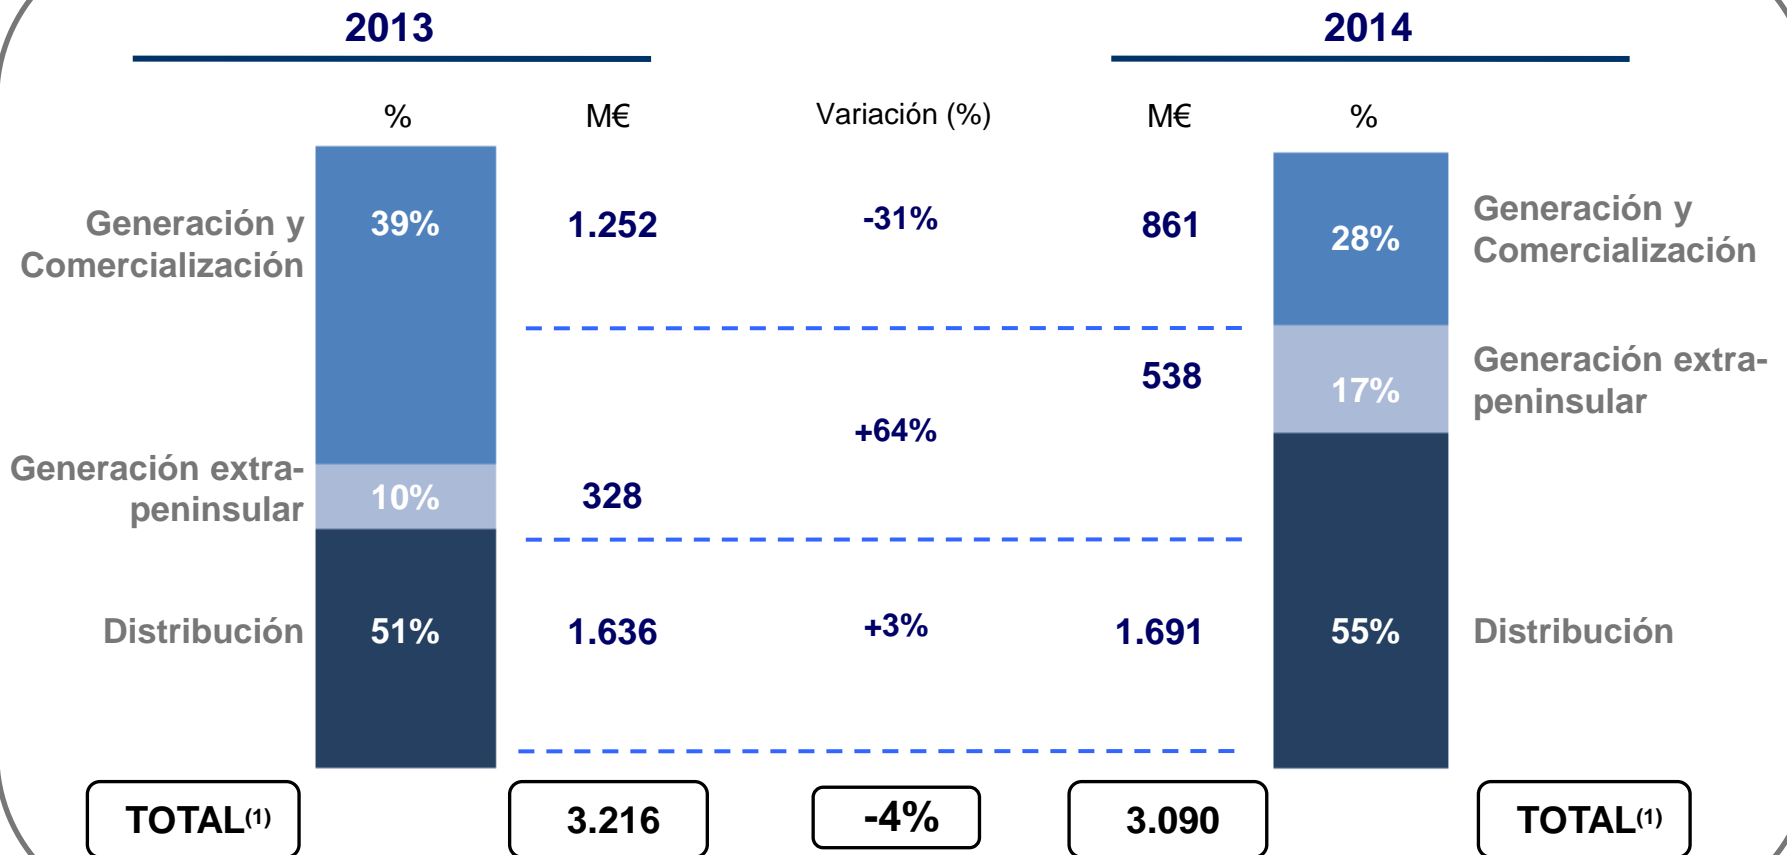 2013
2014
%
M€
Variación (%)
M€
%
Generación y
Comercialización
39%
1.252
-31%
861
28%
Generación y
Comercialización
Generación extra-
peninsular
10%
328
+64%
538
17%
Generación extra-
peninsular
Distribución
51%
1.636
+3%
1.691
55%
Distribución
TOTAL(1)
3.216
-4%
3.090
TOTAL(1)